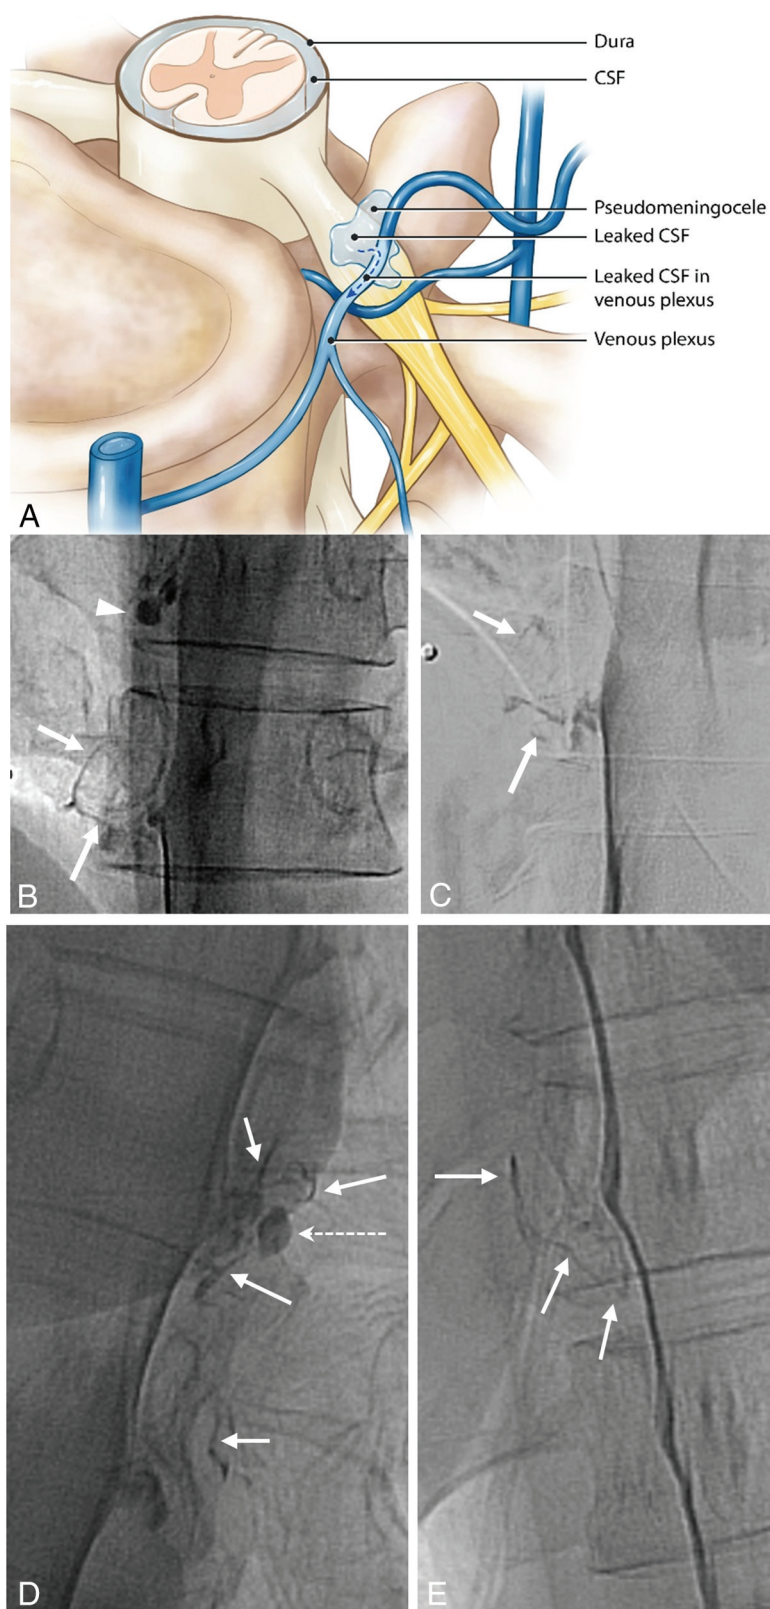 Dura
CSF
Pseudomeningocele
Leaked CSF
Leaked CSF in
venous plexus
Venous plexus
A
B
C
D
E